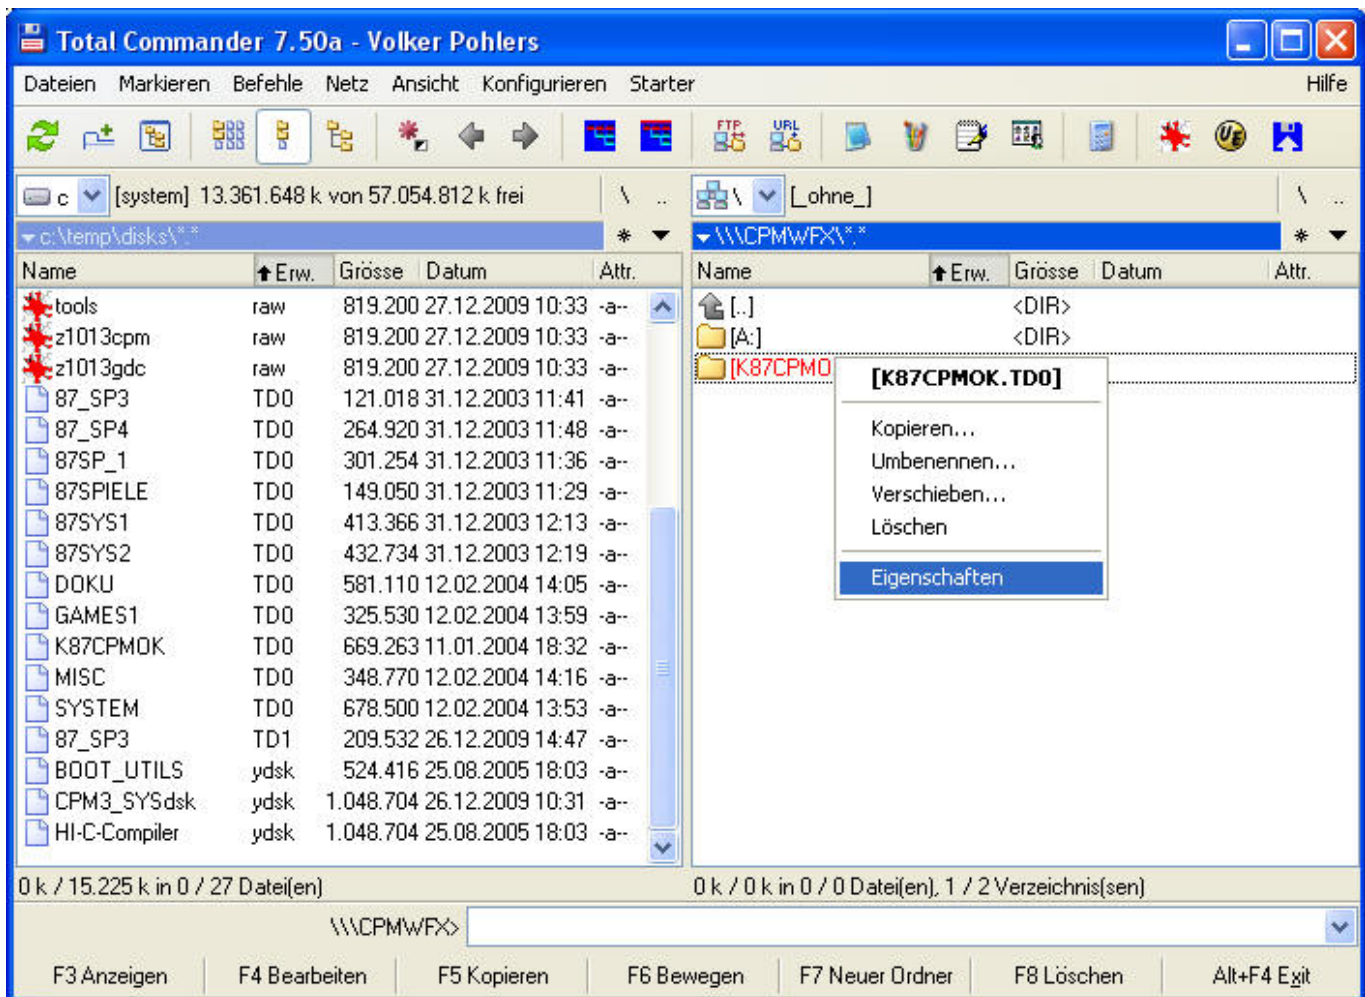 Total Commander 7.50a - Volker Pohlers
Dateien Markieren Befehle Netz Ansicht Konfigurieren Starter Hilfe
FTP URL UE
c [system] 13.361.648 k von 57.054.812 k frei \ ..
c:\temp\disks\*.* *
Name Erw. Grösse Datum Attr.
tools raw 819.200 27.12.2009 10:33 -a--
z1013cpm raw 819.200 27.12.2009 10:33 -a--
z1013gdc raw 819.200 27.12.2009 10:33 -a--
87_SP3 TD0 121.018 31.12.2003 11:41 -a--
87_SP4 TD0 264.920 31.12.2003 11:48 -a--
87SP_1 TD0 301.254 31.12.2003 11:36 -a--
87SPIELE TD0 149.050 31.12.2003 11:29 -a--
87SYS1 TD0 413.366 31.12.2003 12:13 -a--
87SYS2 TD0 432.734 31.12.2003 12:19 -a--
DOKU TD0 581.110 12.02.2004 14:05 -a--
GAMES1 TD0 325.530 12.02.2004 13:59 -a--
K87CPMOK TD0 669.263 11.01.2004 18:32 -a--
MISC TD0 348.770 12.02.2004 14:16 -a--
SYSTEM TD0 678.500 12.02.2004 13:53 -a--
87_SP3 TD1 209.532 26.12.2009 14:47 -a--
BOOT_UTILS ydsk 524.416 25.08.2005 18:03 -a--
CPM3_SYSdsk ydsk 1.048.704 26.12.2009 10:31 -a--
HI-C-Compiler ydsk 1.048.704 25.08.2005 18:03 -a--
0 k / 15.225 k in 0 / 27 Datei(en)
\ [_ohne_] \ ..
\\\CPMWFX\*.* *
Name Erw. Grösse Datum Attr.
[..] <DIR>
[A:] <DIR>
[K87CPMO
[K87CPMOK.TD0]
Kopieren...
Umbenennen...
Verschieben...
Löschen
Eigenschaften
0 k / 0 k in 0 / 0 Datei(en), 1 / 2 Verzeichnis(sen)
\\\CPMWFX>
F3 Anzeigen F4 Bearbeiten F5 Kopieren F6 Bewegen F7 Neuer Ordner F8 Löschen Alt+F4 Exit